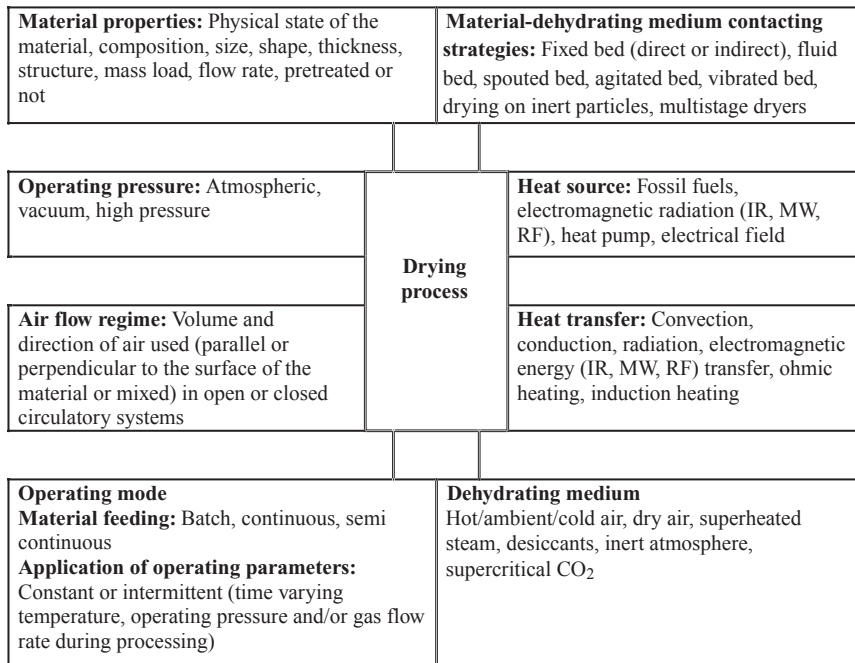 Material properties: Physical state of the
material, composition, size, shape, thickness,
structure, mass load, flow rate, pretreated or
not
Material-dehydrating medium contacting
strategies: Fixed bed (direct or indirect), fluid
bed, spouted bed, agitated bed, vibrated bed,
drying on inert particles, multistage dryers
Operating pressure: Atmospheric,
vacuum, high pressure
Heat source: Fossil fuels,
electromagnetic radiation (IR, MW,
RF), heat pump, electrical field
Drying
process
Air flow regime: Volume and
direction of air used (parallel or
perpendicular to the surface of the
material or mixed) in open or closed
circulatory systems
Heat transfer: Convection,
conduction, radiation, electromagnetic
energy (IR, MW, RF) transfer, ohmic
heating, induction heating
Operating mode
Material feeding: Batch, continuous, semi
continuous
Application of operating parameters:
Constant or intermittent (time varying
temperature, operating pressure and/or gas flow
rate during processing)
Dehydrating medium
Hot/ambient/cold air, dry air, superheated
steam, desiccants, inert atmosphere,
supercritical CO₂